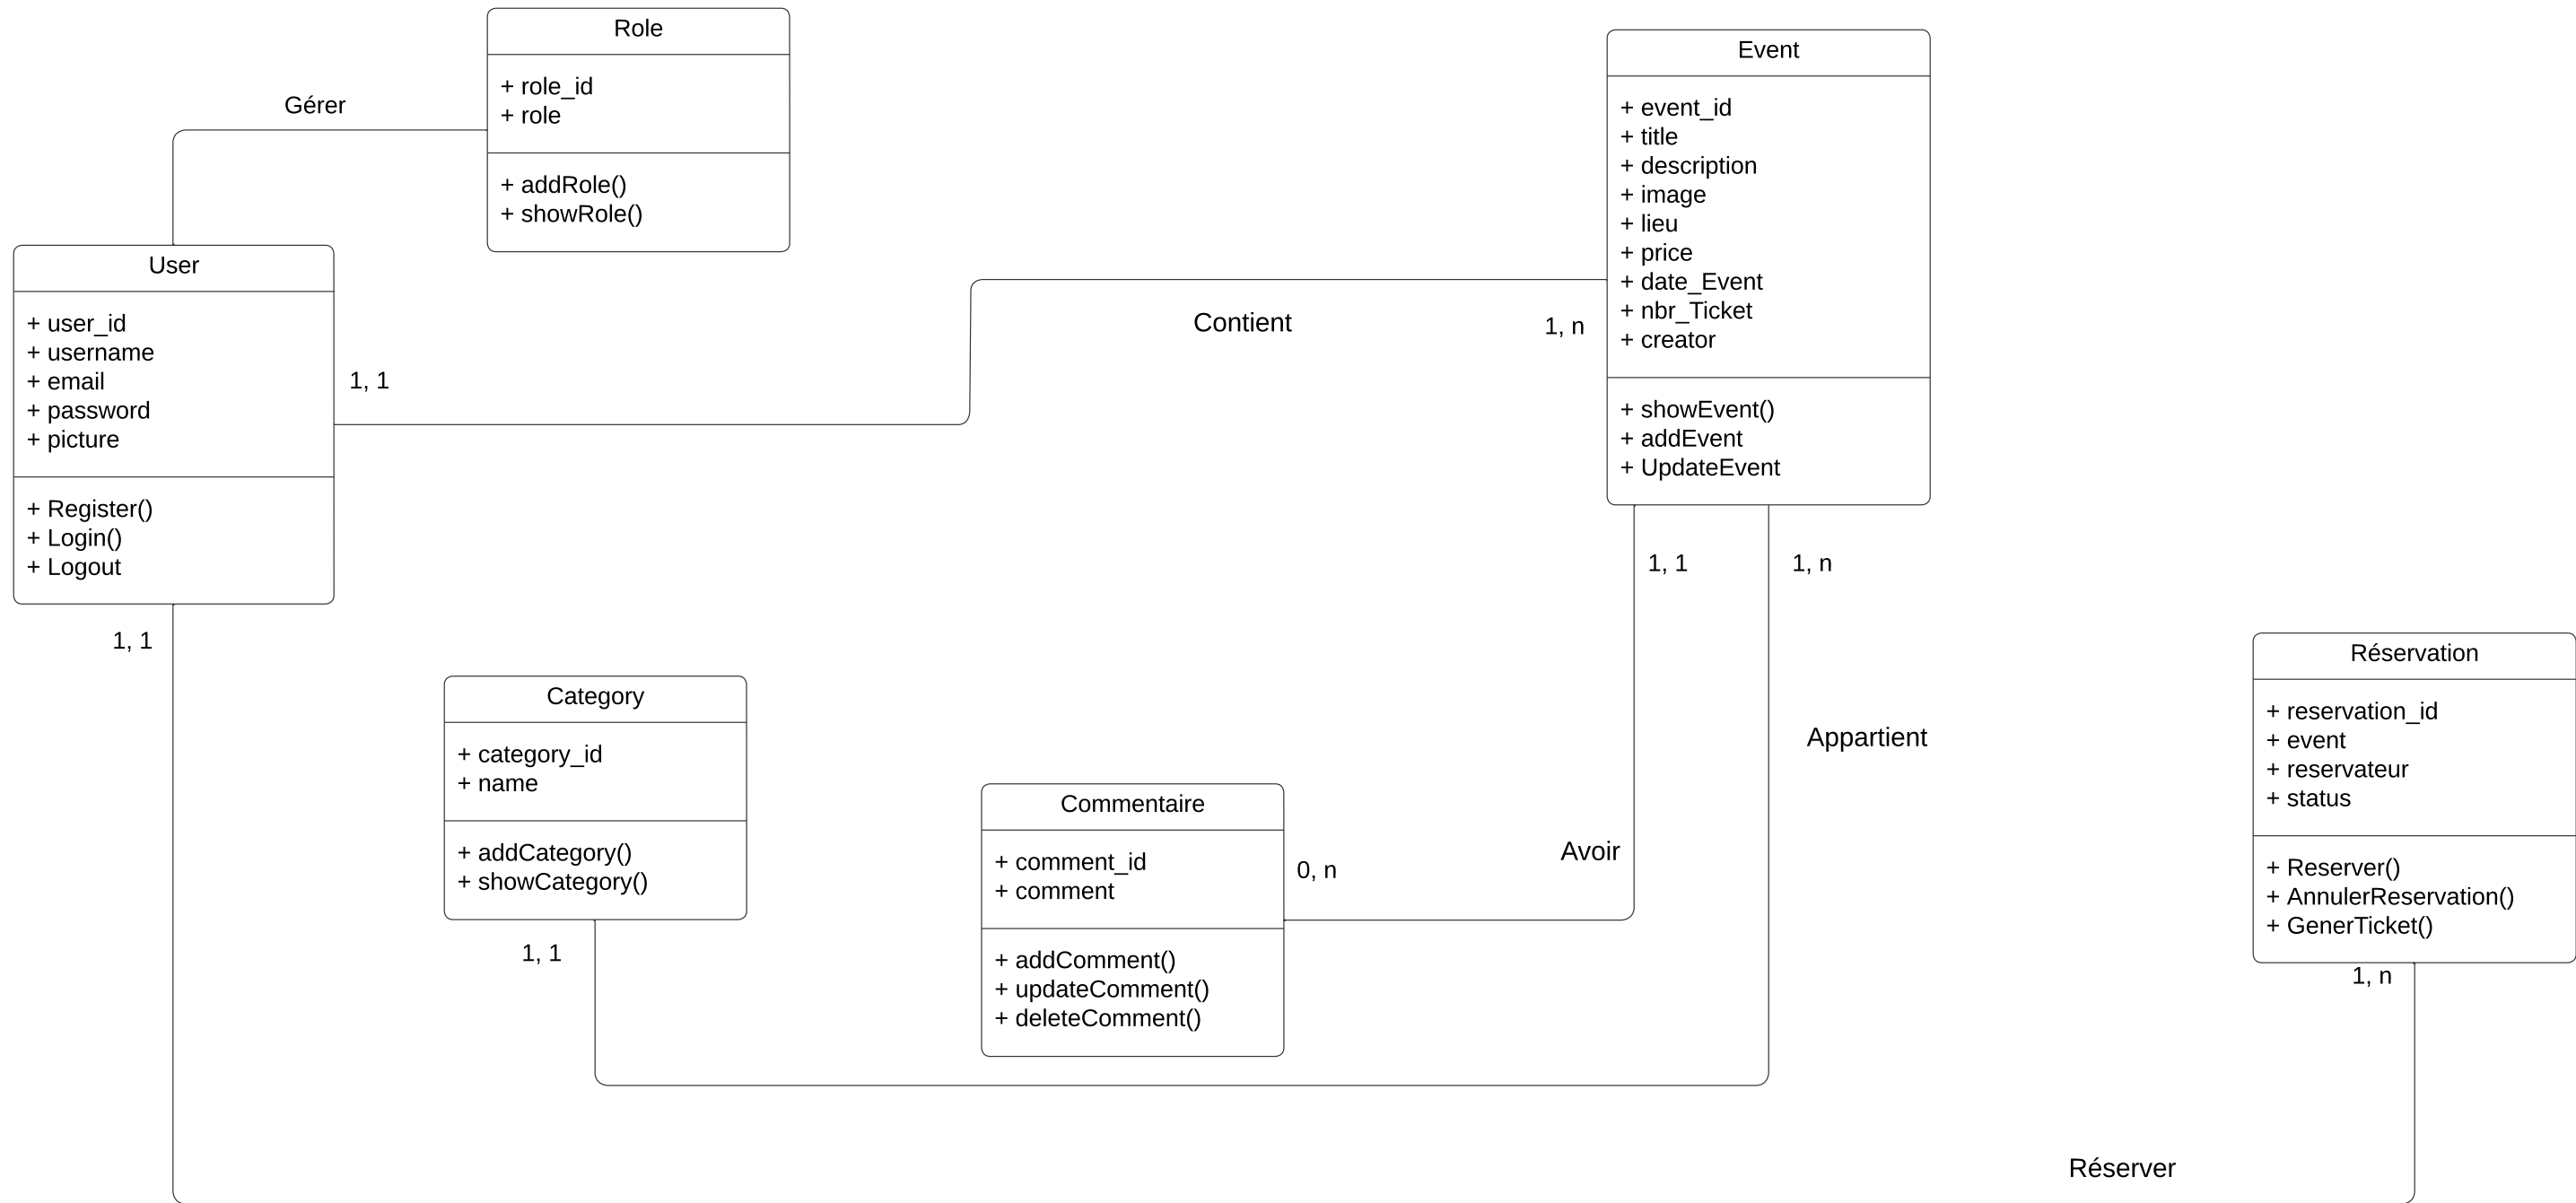 Role
+ role_id
+ role
+ addRole()
+ showRole()
Gérer
Event
+ event_id
+ title
+ description
+ image
+ lieu
+ price
+ date_Event
+ nbr_Ticket
+ creator
+ showEvent()
+ addEvent
+ UpdateEvent
User
+ user_id
+ username
+ email
+ password
+ picture
+ Register()
+ Login()
+ Logout
1, 1
Contient
1, n
1, 1
1, n
1, 1
Category
+ category_id
+ name
+ addCategory()
+ showCategory()
1, 1
Commentaire
+ comment_id
+ comment
+ addComment()
+ updateComment()
+ deleteComment()
0, n
Avoir
Appartient
Réservation
+ reservation_id
+ event
+ reservateur
+ status
+ Reserver()
+ AnnulerReservation()
+ GenerTicket()
1, n
Réserver